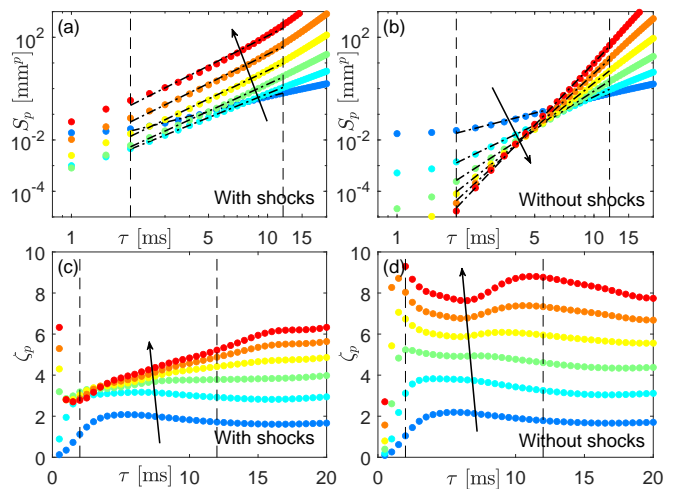 (a)
S_p [mm^p]
10^2
10^-2
10^-4
With shocks
1
5
10
15
τ [ms]
(b)
S_p [mm^p]
10^2
10^-2
10^-4
Without shocks
1
5
10
15
τ [ms]
(c)
ζ_p
10
8
6
4
2
0
With shocks
0
5
10
15
20
τ [ms]
(d)
ζ_p
10
8
6
4
2
0
Without shocks
0
5
10
15
20
τ [ms]